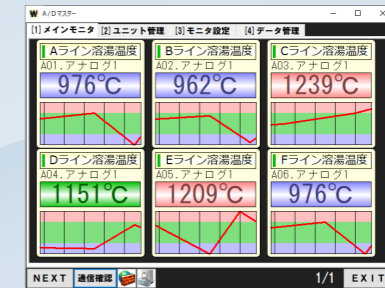 A/Dマスター
[1]メインモニタ [2]ユニット管理 [3]モニタ設定 [4]データ管理
Aライン溶湯温度 Bライン溶湯温度 Cライン溶湯温度
A01.アナログ1 A02.アナログ1 A03.アナログ1
976℃ 962℃ 1239℃
Dライン溶湯温度 Eライン溶湯温度 Fライン溶湯温度
A04.アナログ1 A05.アナログ1 A06.アナログ1
1151℃ 1209℃ 976℃
NEXT 通信確認 1/1 EXIT